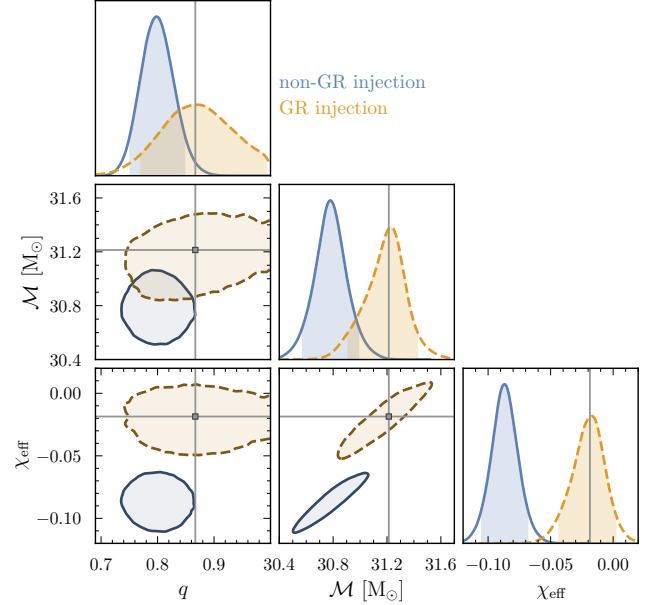 non-GR injection
GR injection
31.6
31.2
30.8
30.4
ℳ [M⊙]
0.00
−0.05
−0.10
χeff
0.7 0.8 0.9
q
30.4 30.8 31.2 31.6
ℳ [M⊙]
−0.10 −0.05 0.00
χeff